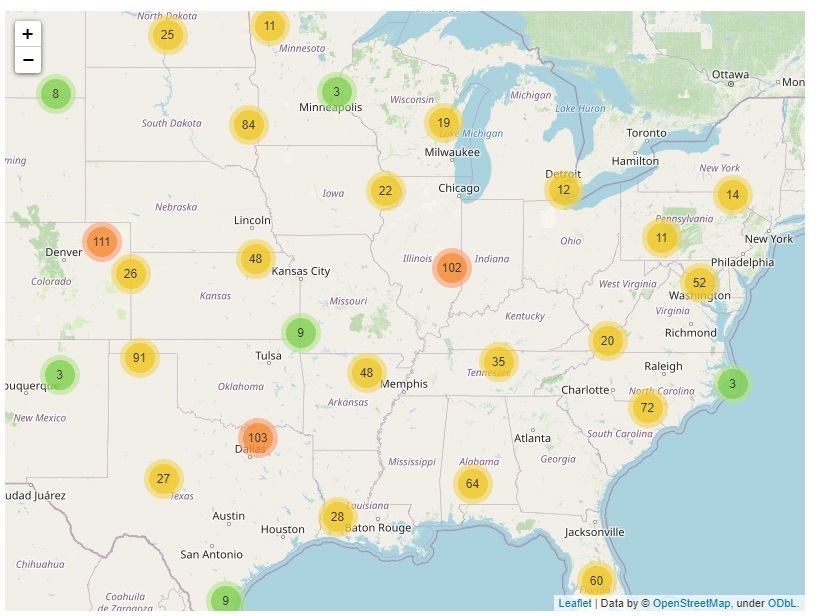 North Dakota
11
25
+
Minnesota
−
Ottawa
Mon
8
3
Minneapolis
Wisconsin
Michigan
Lake Huron
84
South Dakota
19
Lake Michigan
Toronto
Milwaukee
Hamilton
ming
New York
Detroit
22
Iowa
Chicago
12
14
Nebraska
Lincoln
Pennsylvania
111
11
New York
Ohio
Denver
48
Illinois
102
Indiana
Philadelphia
26
Kansas City
Colorado
West Virginia
52
Washington
Kansas
Missouri
Virginia
Kentucky
9
Richmond
20
91
Tulsa
35
Tennessee
Raleigh
3
48
Memphis
3
buquerque
Oklahoma
Charlotte
North Carolina
Arkansas
72
New Mexico
103
Dallas
Atlanta
South Carolina
Mississippi
Alabama
Georgia
27
64
udad Juárez
Texas
Louisiana
Austin
28
Baton Rouge
Houston
Jacksonville
San Antonio
Chihuahua
60
Florida
Coahuila
de Zaragoza
9
Leaflet | Data by © OpenStreetMap, under ODbL.